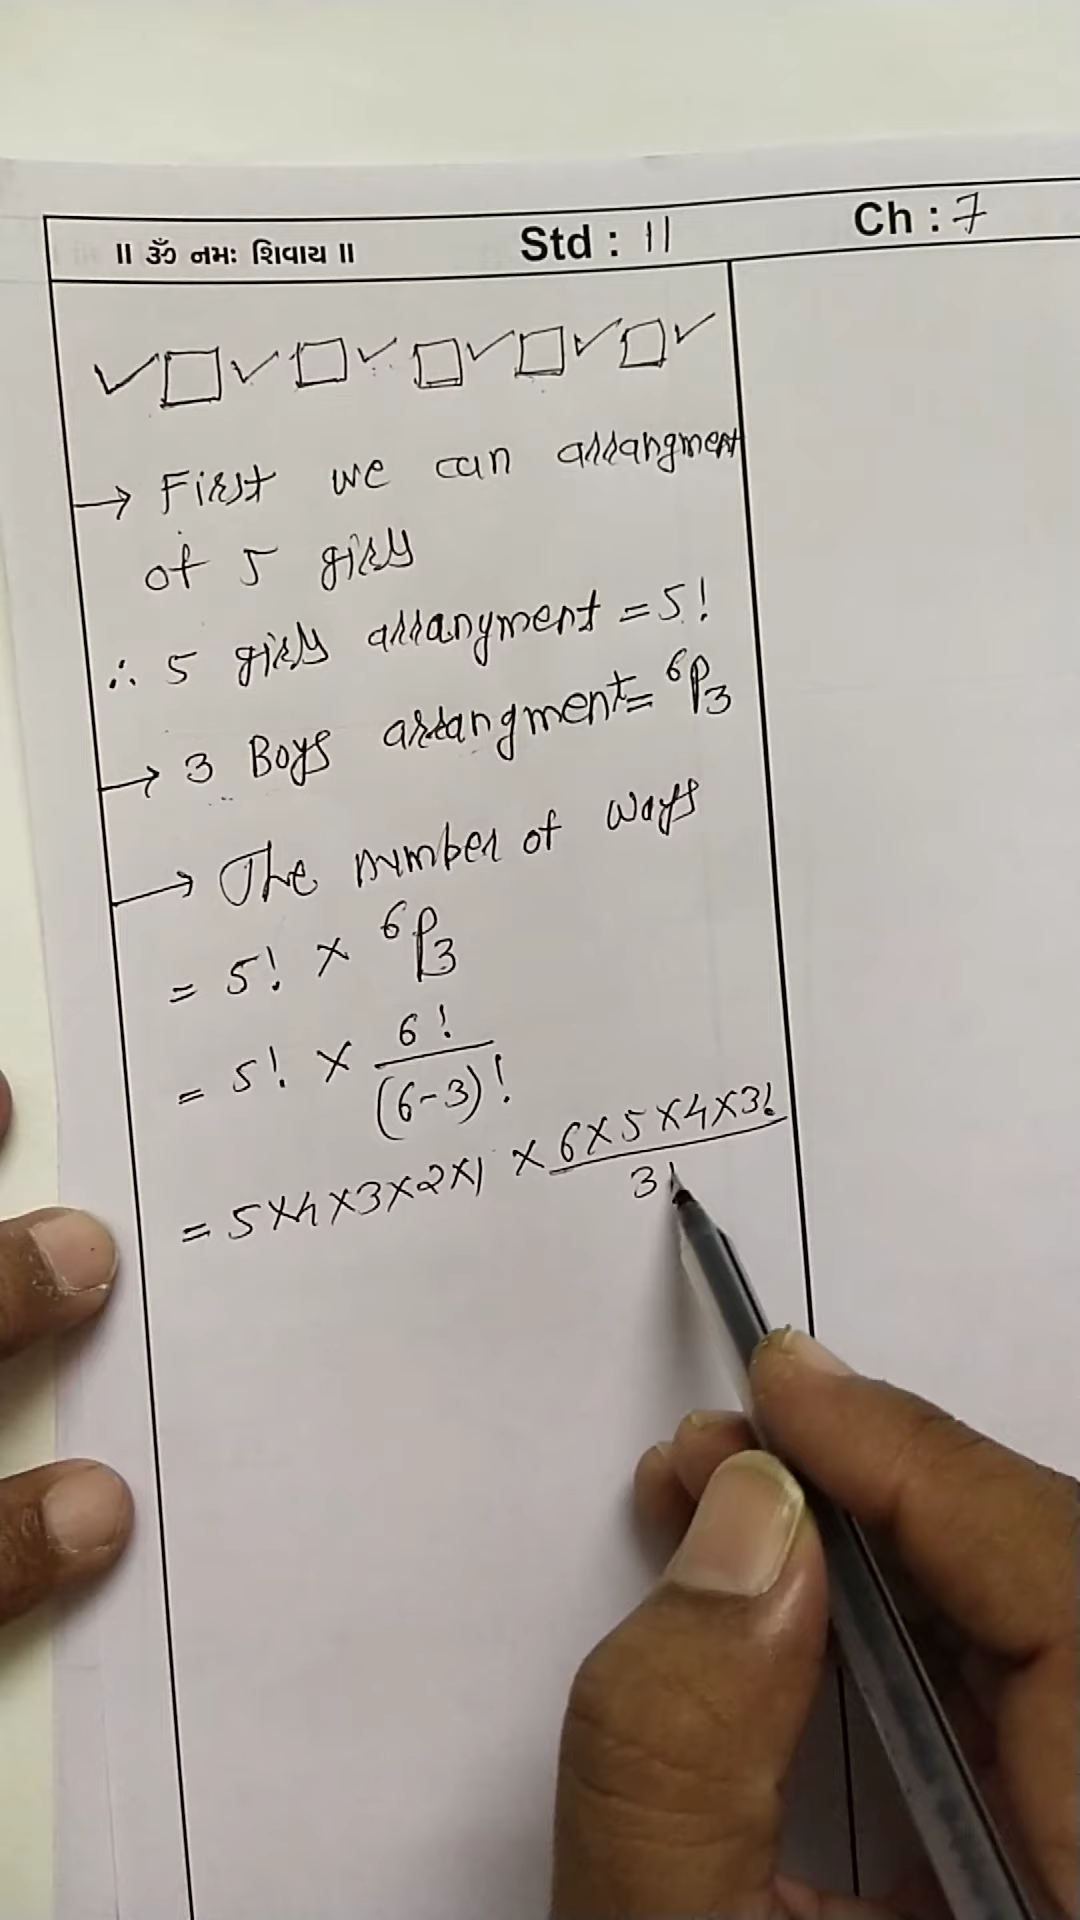 ॥ ૐ નમઃ શિવાય ॥ Std : 11 Ch : 7
✓ □ ✓ □ ✓ □ ✓ □ ✓ □ ✓
→ First we can arrangment
of 5 girls
∴ 5 girls arrangment = 5!
→ 3 Boys arrangment = ⁶P₃
→ The number of ways
= 5! × ⁶P₃
= 5! × 6! / (6-3)!
= 5×4×3×2×1 × 6×5×4×3! / 3!